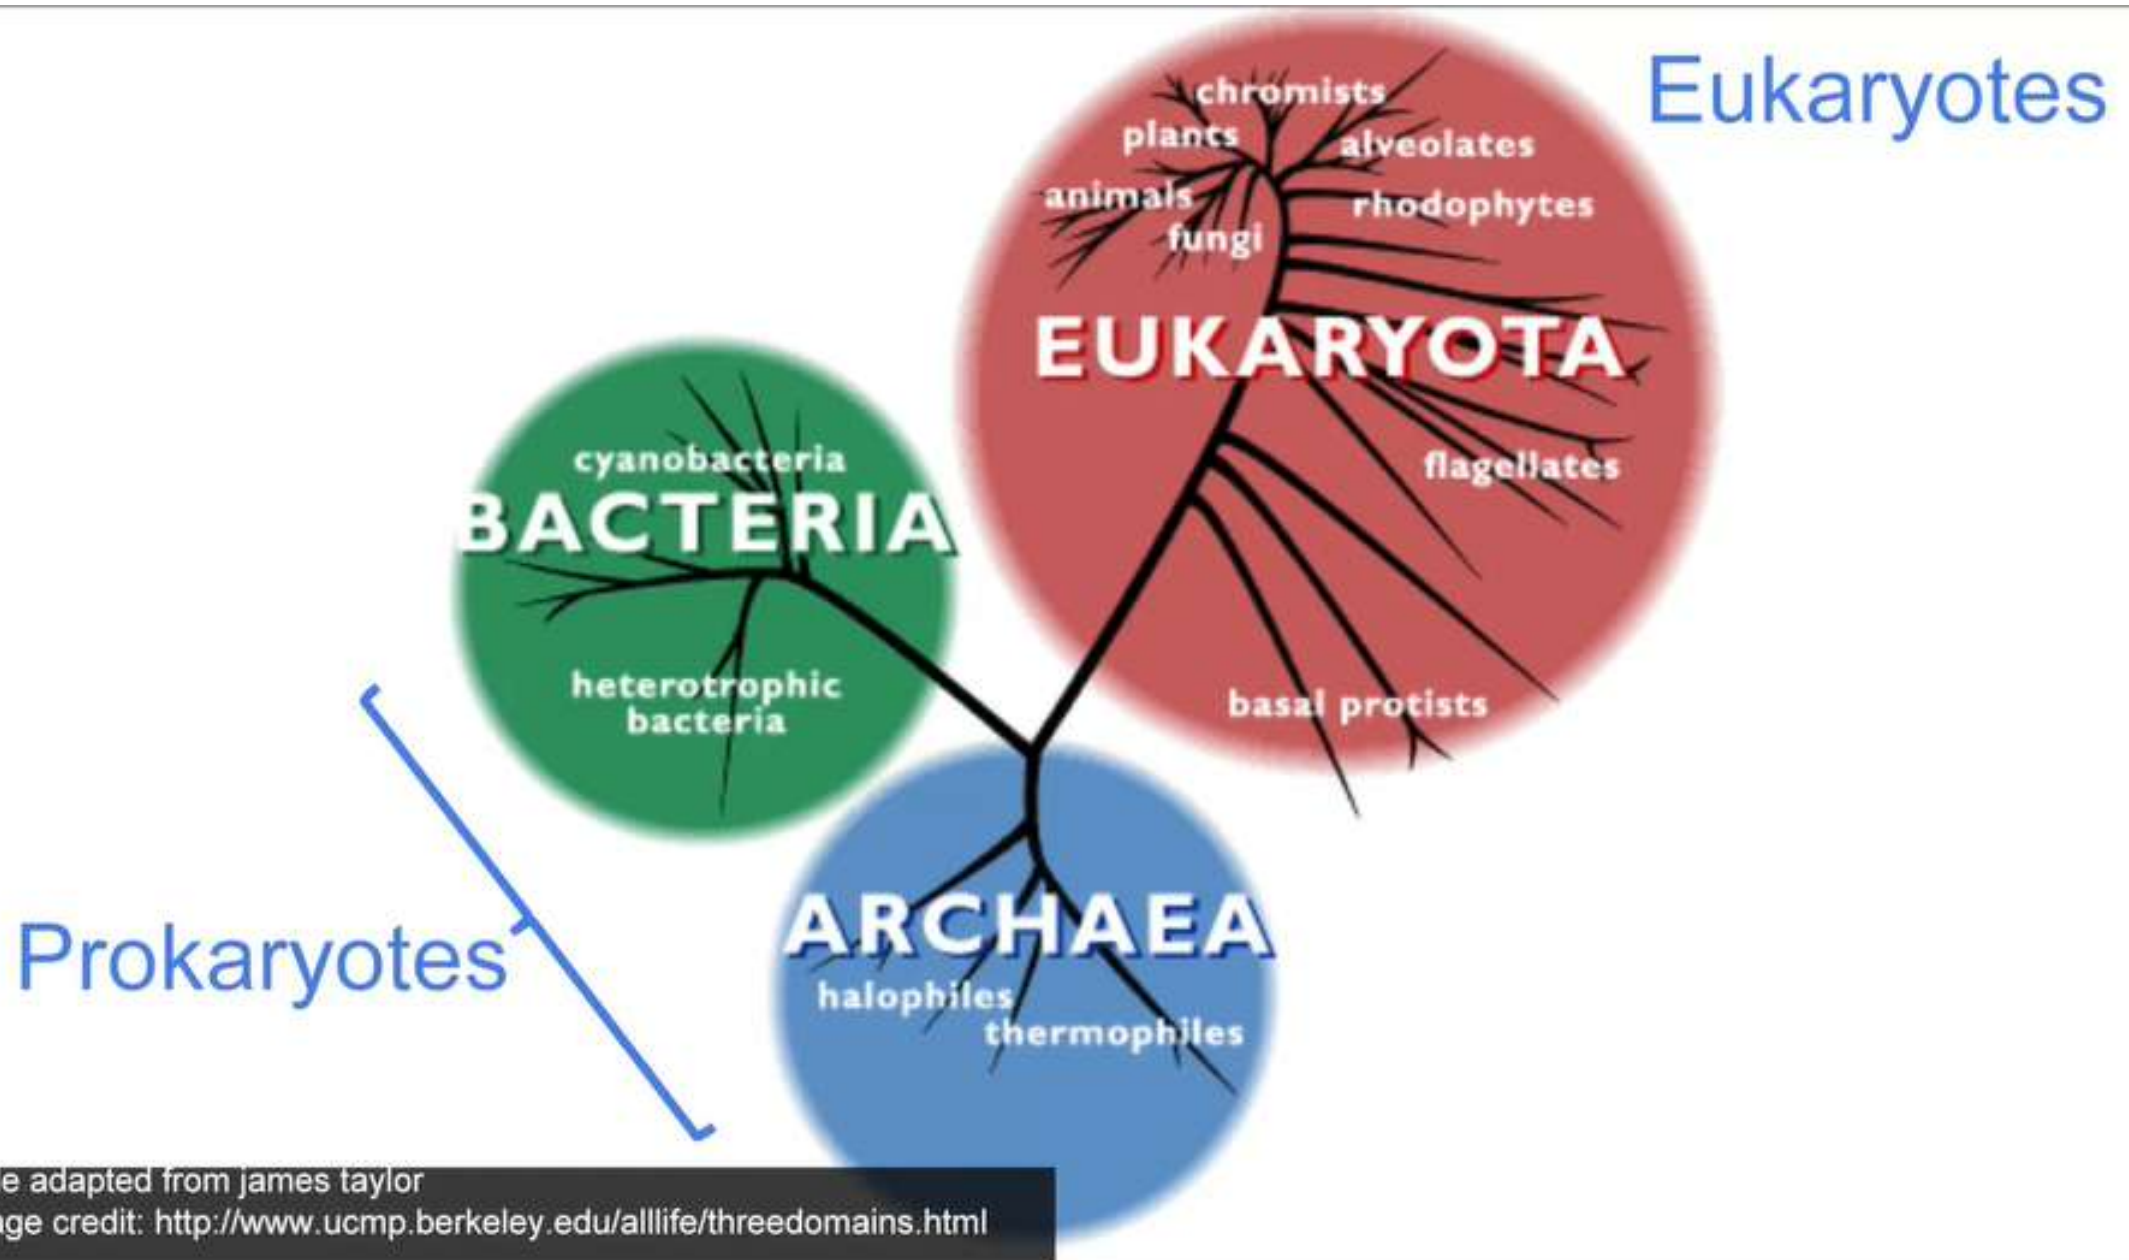 Eukaryotes
chromists
plants
alveolates
animals
rhodophytes
fungi
EUKARYOTA
flagellates
basal protists
cyanobacteria
BACTERIA
heterotrophic
bacteria
Prokaryotes
ARCHAEA
halophiles
thermophiles
e adapted from james taylor
ge credit: http://www.ucmp.berkeley.edu/alllife/threedomains.html